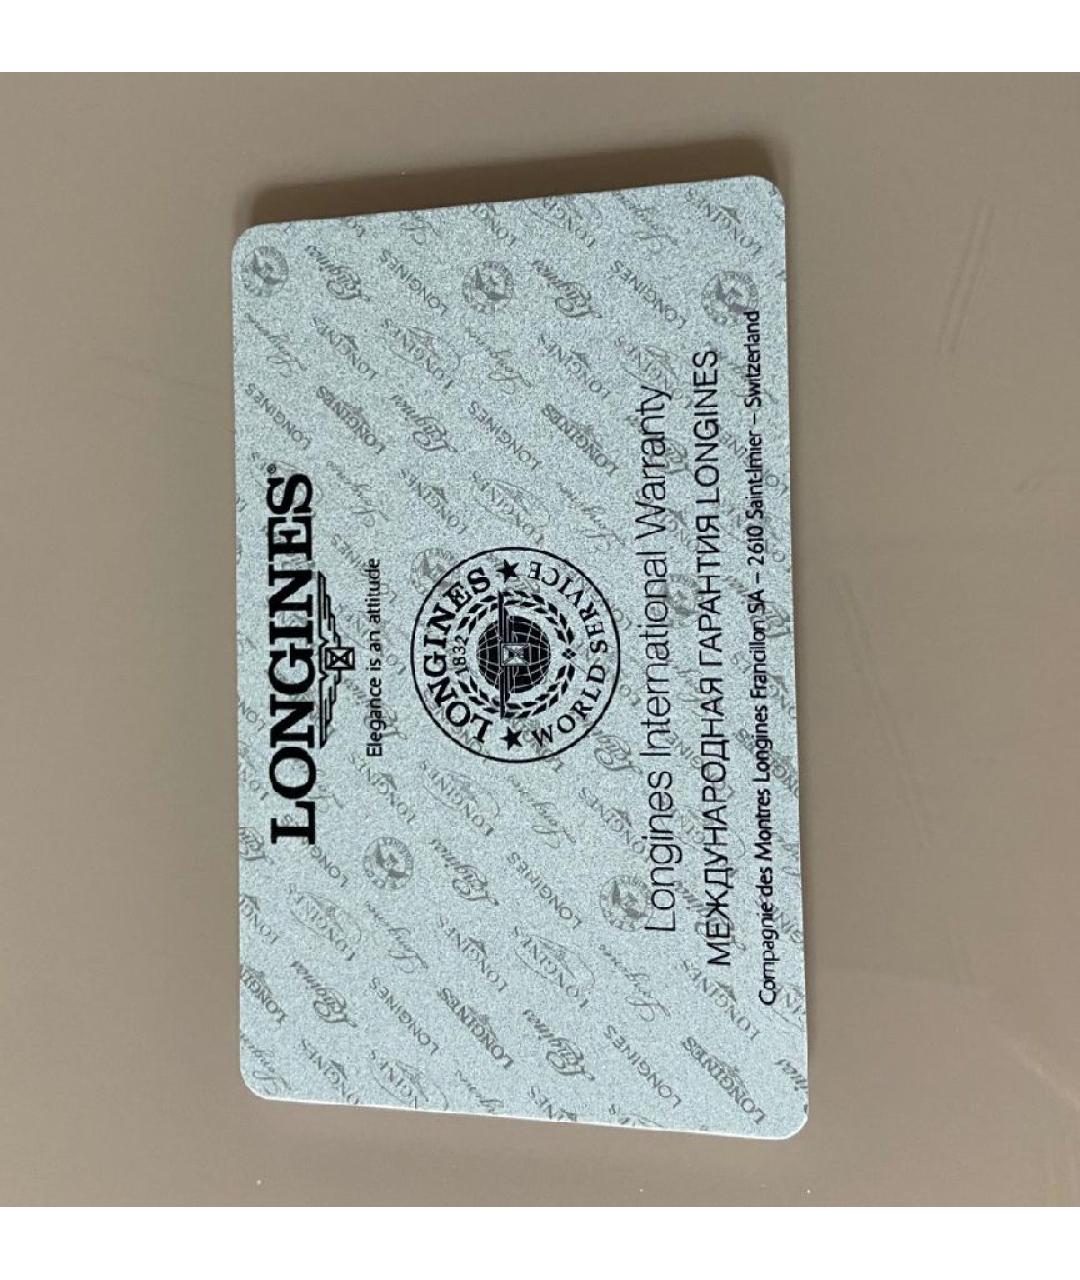 LONGINES®
Elegance is an attitude
LONGINES
1832
WORLD SERVICE
Longines International Warranty
МЕЖДУНАРОДНАЯ ГАРАНТИЯ LONGINES
Compagnie des Montres Longines Francillon SA – 2610 Saint-Imier – Switzerland